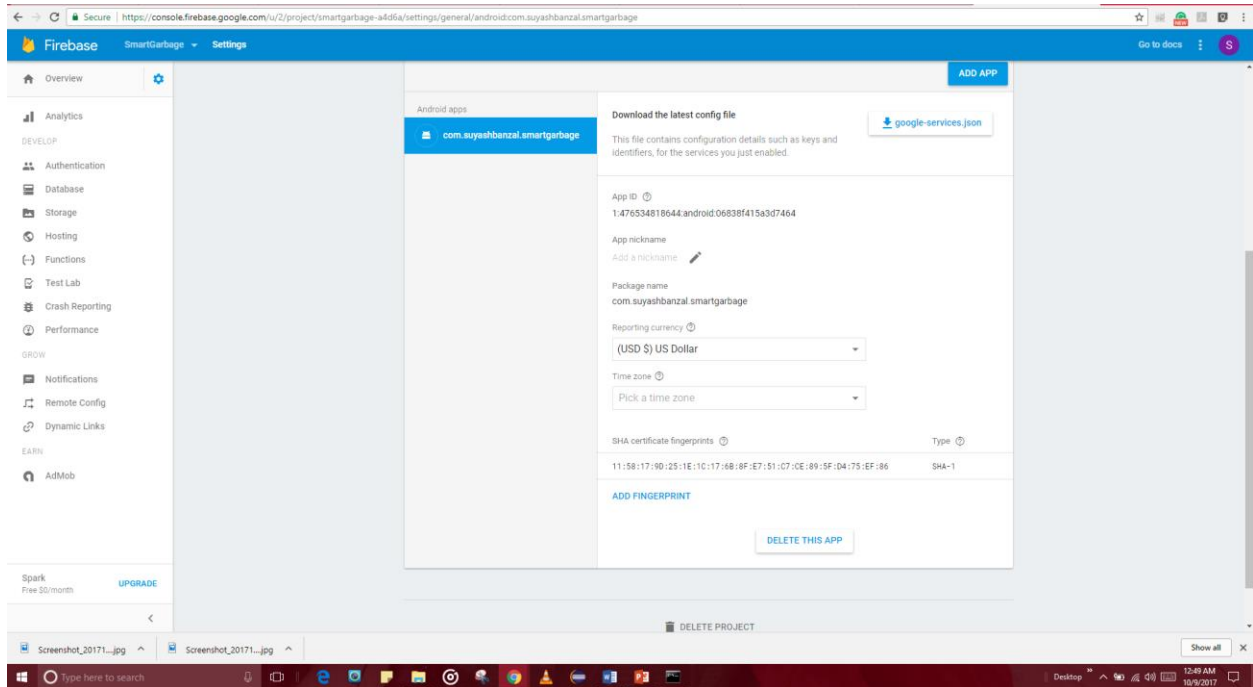 Secure | https://console.firebase.google.com/u/2/project/smartgarbage-a4d6a/settings/general/android:com.suyashbanzal.smartgarbage
NEW
Firebase
SmartGarbage
Settings
Go to docs
S
Overview
Analytics
DEVELOP
Authentication
Database
Storage
Hosting
Functions
Test Lab
Crash Reporting
Performance
GROW
Notifications
Remote Config
Dynamic Links
EARN
AdMob
Spark
Free $0/month
UPGRADE
ADD APP
Android apps
com.suyashbanzal.smartgarbage
Download the latest config file
This file contains configuration details such as keys and
identifiers, for the services you just enabled.
google-services.json
App ID
1:476534818644:android:06838f415a3d7464
App nickname
Add a nickname
Package name
com.suyashbanzal.smartgarbage
Reporting currency
(USD $) US Dollar
Time zone
Pick a time zone
SHA certificate fingerprints
Type
11:58:17:9D:25:1E:1C:17:6B:8F:E7:51:C7:CE:89:5F:D4:75:EF:86
SHA-1
ADD FINGERPRINT
DELETE THIS APP
DELETE PROJECT
Screenshot_20171....jpg
Screenshot_20171....jpg
Show all
Type here to search
Desktop
12:49 AM
10/9/2017